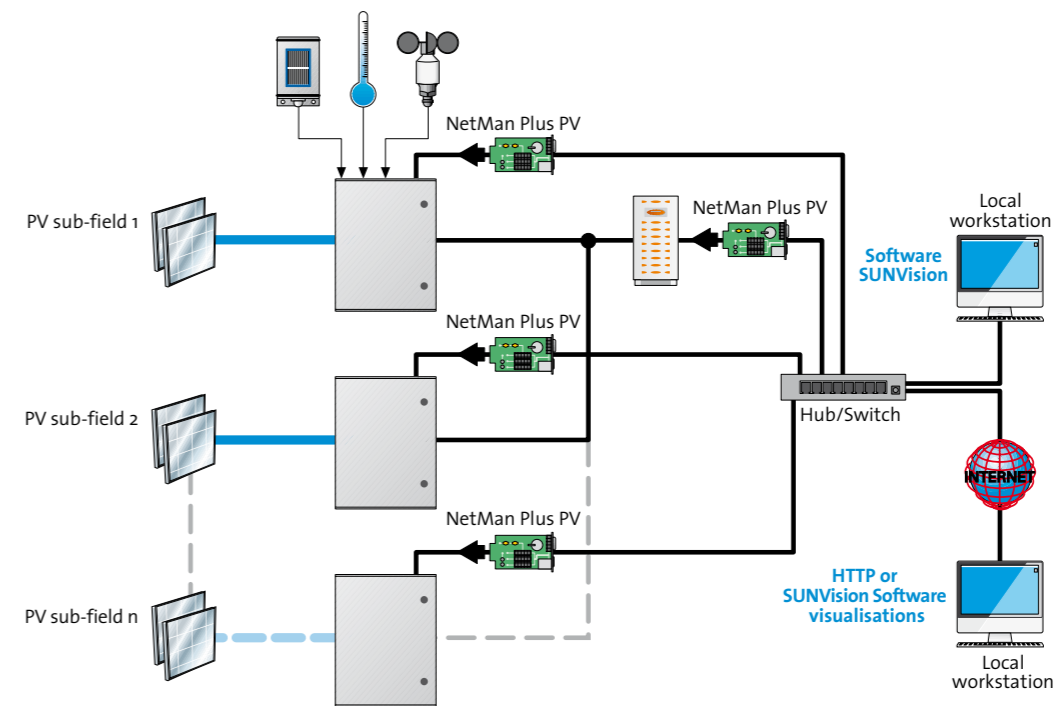 NetMan Plus PV
PV sub-field 1
NetMan Plus PV
Local
workstation
Software
SUNVision
NetMan Plus PV
PV sub-field 2
Hub/Switch
INTERNET
NetMan Plus PV
PV sub-field n
HTTP or
SUNVision Software
visualisations
Local
workstation